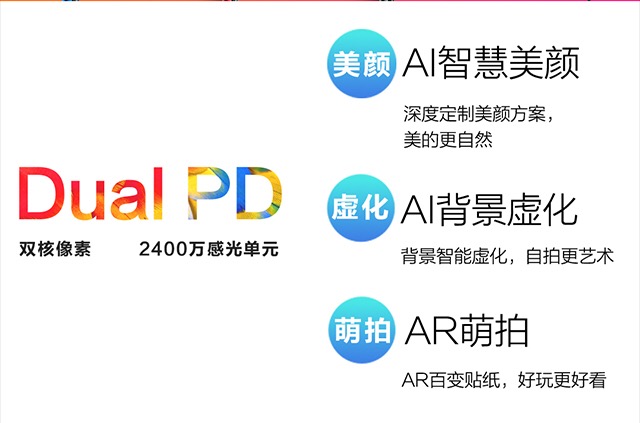 Dual PD
双核像素 2400万感光单元
美颜 AI智慧美颜
深度定制美颜方案，
美的更自然
虚化 AI背景虚化
背景智能虚化，自拍更艺术
萌拍 AR萌拍
AR百变贴纸，好玩更好看